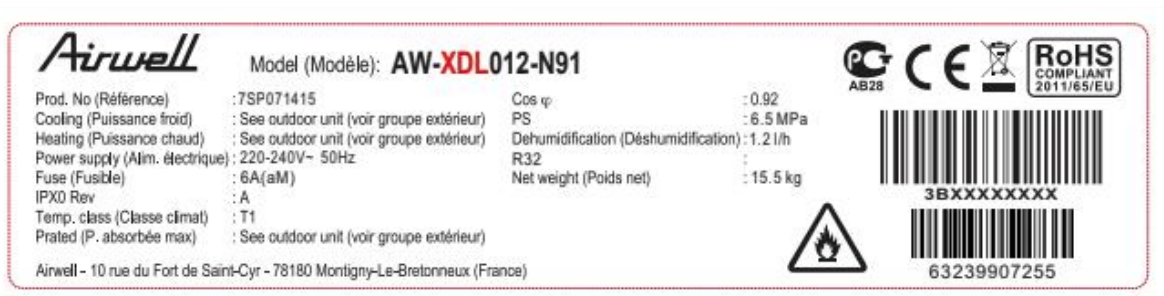 Airwell
Model (Modèle): AW-XDL012-N91
Prod. No (Référence) : 7SP071415
Cooling (Puissance froid) : See outdoor unit (voir groupe extérieur)
Heating (Puissance chaud) : See outdoor unit (voir groupe extérieur)
Power supply (Alim. électrique) : 220-240V~ 50Hz
Fuse (Fusible) : 6A(aM)
IPX0 Rev : A
Temp. class (Classe climat) : T1
Prated (P. absorbée max) : See outdoor unit (voir groupe extérieur)
Cos φ : 0.92
PS : 6.5 MPa
Dehumidification (Déshumidification) : 1.2 l/h
R32 :
Net weight (Poids net) : 15.5 kg
Airwell - 10 rue du Fort de Saint-Cyr - 78180 Montigny-Le-Bretonneux (France)
AB28
CE
RoHS
COMPLIANT
2011/65/EU
3BXXXXXXXX
63239907255